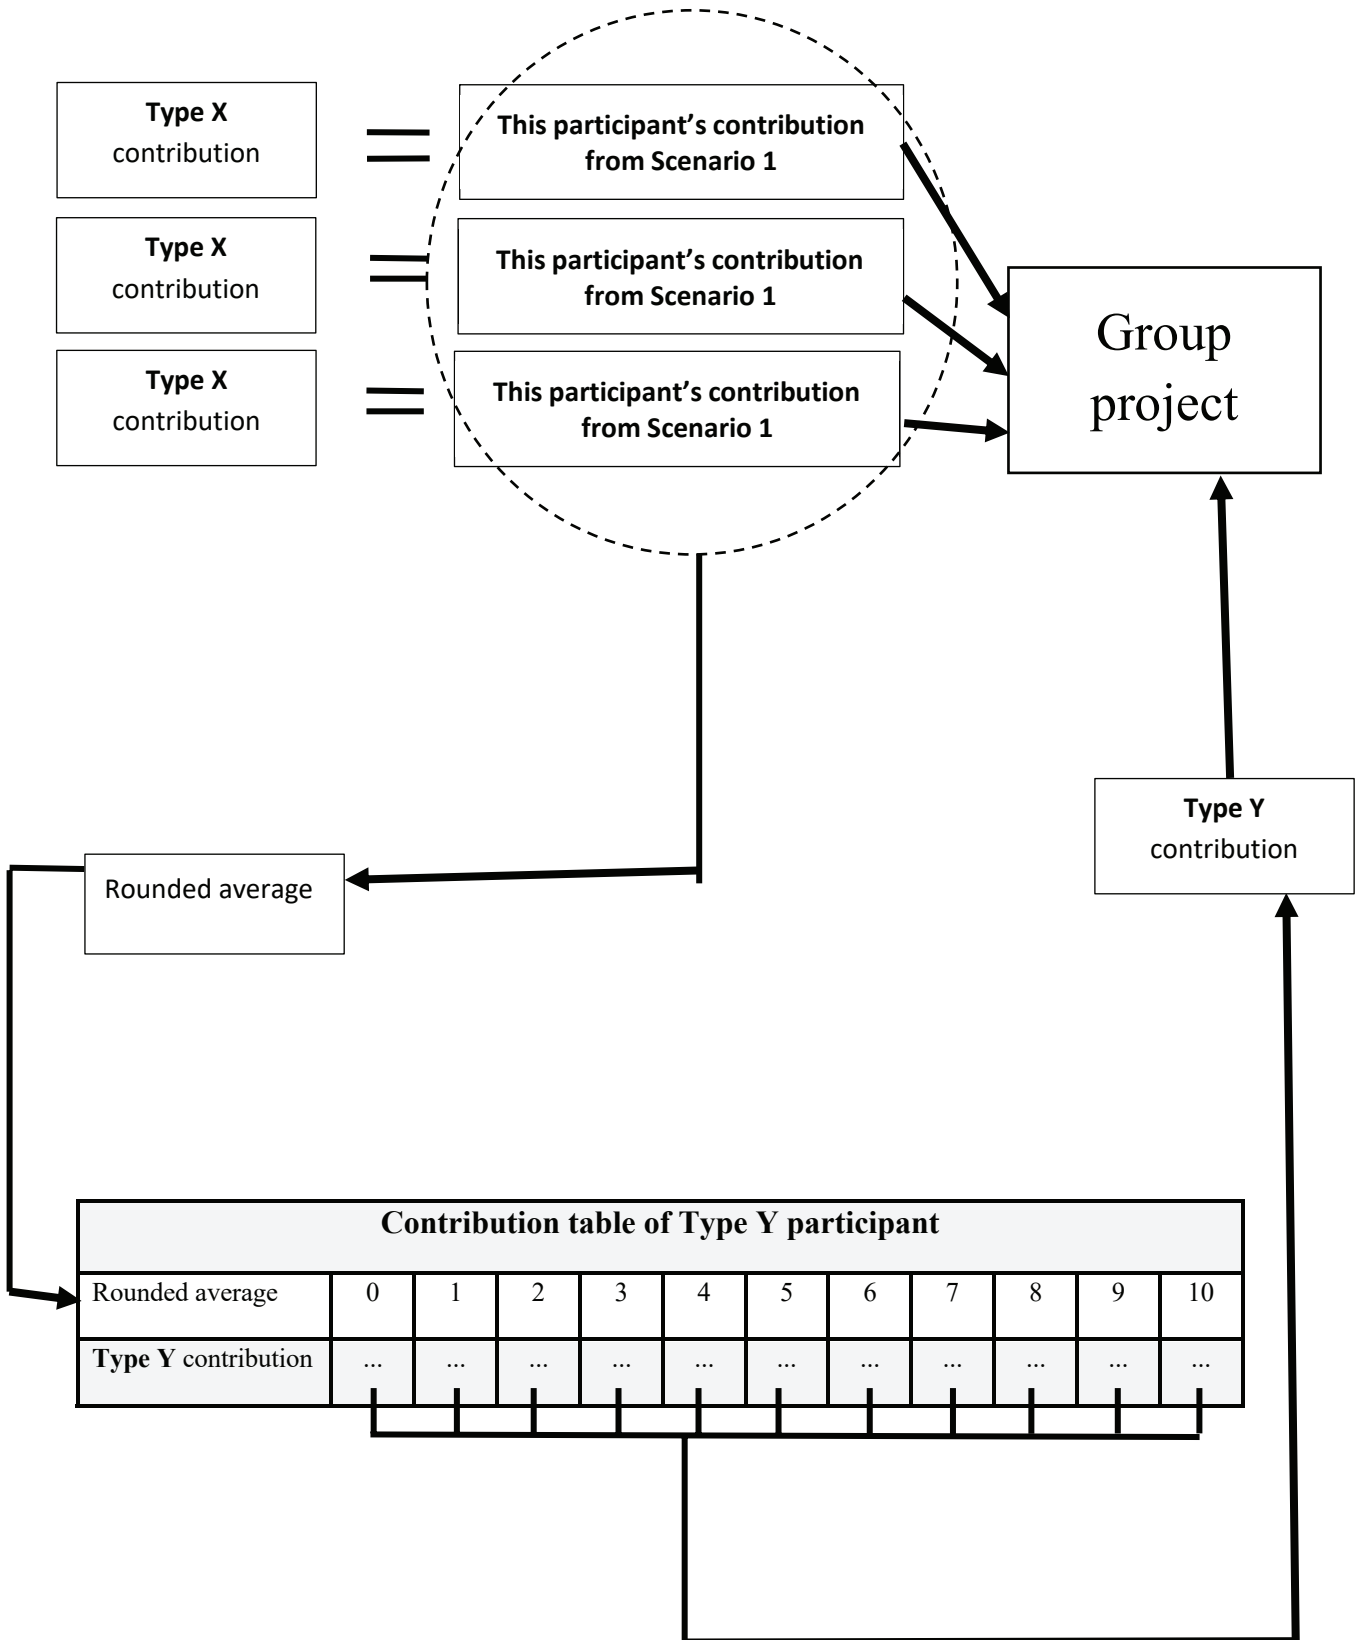 Type X
contribution
This participant’s contribution
from Scenario 1
Type X
contribution
This participant’s contribution
from Scenario 1
Type X
contribution
This participant’s contribution
from Scenario 1
Group
project
Type Y
contribution
Rounded average
Contribution table of Type Y participant
Rounded average 0 1 2 3 4 5 6 7 8 9 10
Type Y contribution ... ... ... ... ... ... ... ... ... ... ...